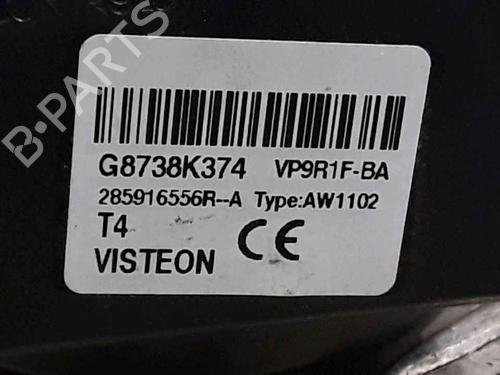 B-PARTS
G8738K374 VP9R1F-BA
285916556R--A Type:AW1102
T4
CE
VISTEON